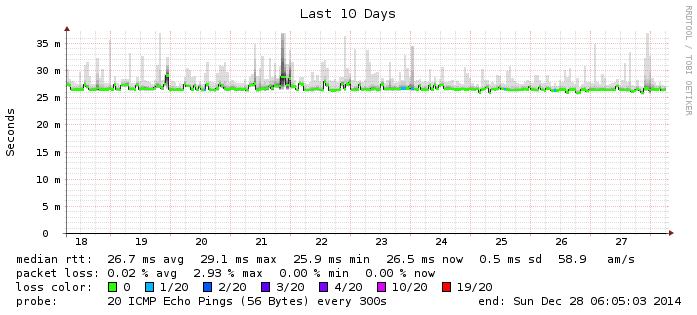 Last 10 Days
RRDTOOL / TOBI OETIKER
Seconds
35 m
30 m
25 m
20 m
15 m
10 m
5 m
0
18 19 20 21 22 23 24 25 26 27
median rtt: 26.7 ms avg 29.1 ms max 25.9 ms min 26.5 ms now 0.5 ms sd 58.9 am/s
packet loss: 0.02 % avg 2.93 % max 0.00 % min 0.00 % now
loss color: 0 1/20 2/20 3/20 4/20 10/20 19/20
probe: 20 ICMP Echo Pings (56 Bytes) every 300s end: Sun Dec 28 06:05:03 2014